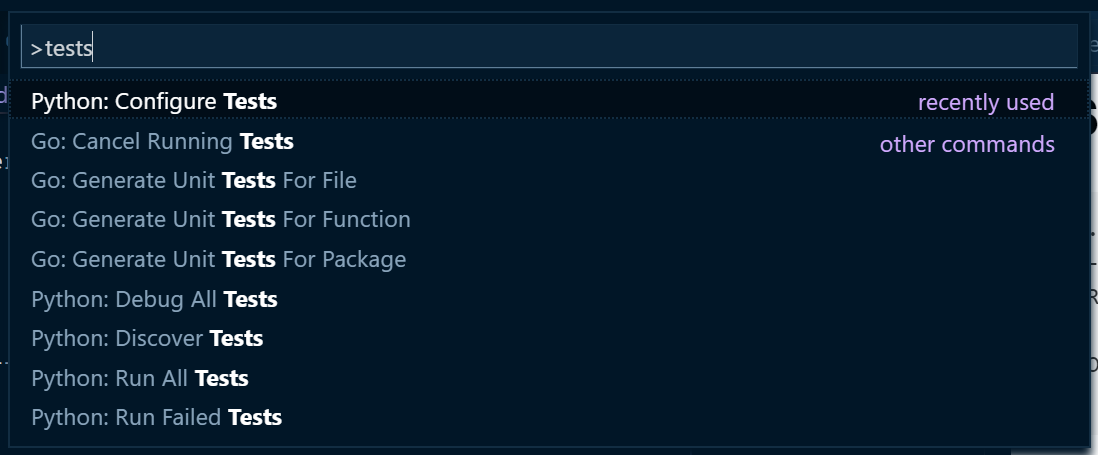 >tests
Python: Configure Tests recently used
Go: Cancel Running Tests other commands
Go: Generate Unit Tests For File
Go: Generate Unit Tests For Function
Go: Generate Unit Tests For Package
Python: Debug All Tests
Python: Discover Tests
Python: Run All Tests
Python: Run Failed Tests